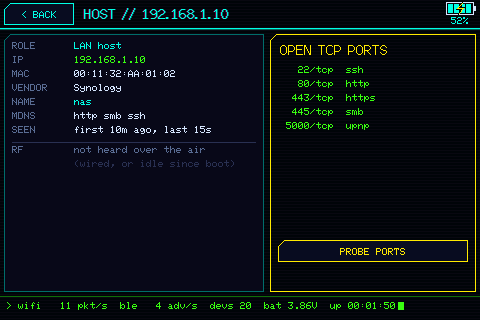 < BACK
HOST // 192.168.1.10
52%
ROLE LAN host
IP 192.168.1.10
MAC 00:11:32:AA:01:02
VENDOR Synology
NAME nas
MDNS http smb ssh
SEEN first 10m ago, last 15s
RF not heard over the air
(wired, or idle since boot)
OPEN TCP PORTS
22/tcp ssh
80/tcp http
443/tcp https
445/tcp smb
5000/tcp upnp
PROBE PORTS
> wifi 11 pkt/s ble 4 adv/s devs 20 bat 3.86V up 00:01:50